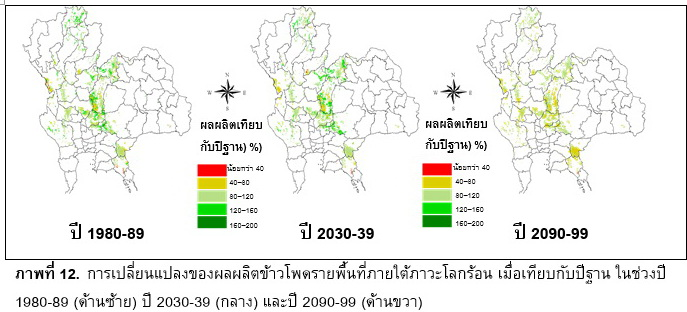 N
W E
S
ผลผลิตเทียบ
กับปีฐาน) %)
น้อยกว่า 40
40-80
80-120
120-150
150-200
N
W E
S
ผลผลิตเทียบ
กับปีฐาน) %)
น้อยกว่า 40
40-80
80-120
120-150
150-200
ปี 1980-89
ปี 2030-39
ปี 2090-99
ภาพที่ 12. การเปลี่ยนแปลงของผลผลิตข้าวโพดรายพื้นที่ภายใต้ภาวะโลกร้อน เมื่อเทียบกับปีฐาน ในช่วงปี
1980-89 (ด้านซ้าย) ปี 2030-39 (กลาง) และปี 2090-99 (ด้านขวา)